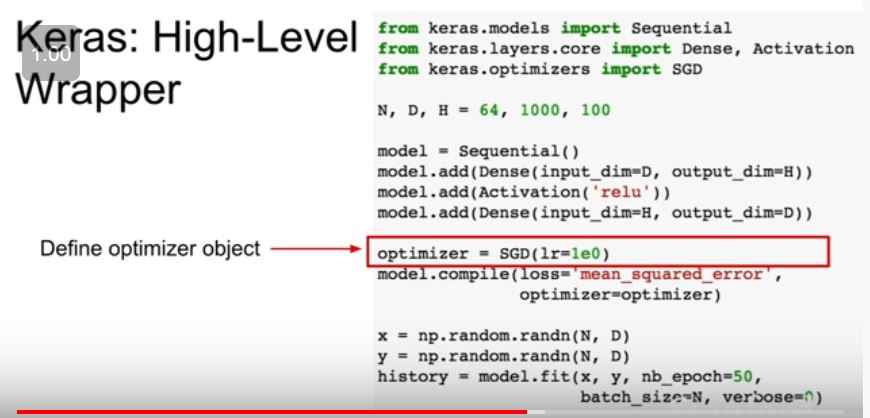 Keras: High-Level
Wrapper
1.00
from keras.models import Sequential
from keras.layers.core import Dense, Activation
from keras.optimizers import SGD
N, D, H = 64, 1000, 100
model = Sequential()
model.add(Dense(input_dim=D, output_dim=H))
model.add(Activation('relu'))
model.add(Dense(input_dim=H, output_dim=D))
Define optimizer object
optimizer = SGD(lr=1e0)
model.compile(loss='mean_squared_error',
optimizer=optimizer)
x = np.random.randn(N, D)
y = np.random.randn(N, D)
history = model.fit(x, y, nb_epoch=50,
batch_size=N, verbose=0)